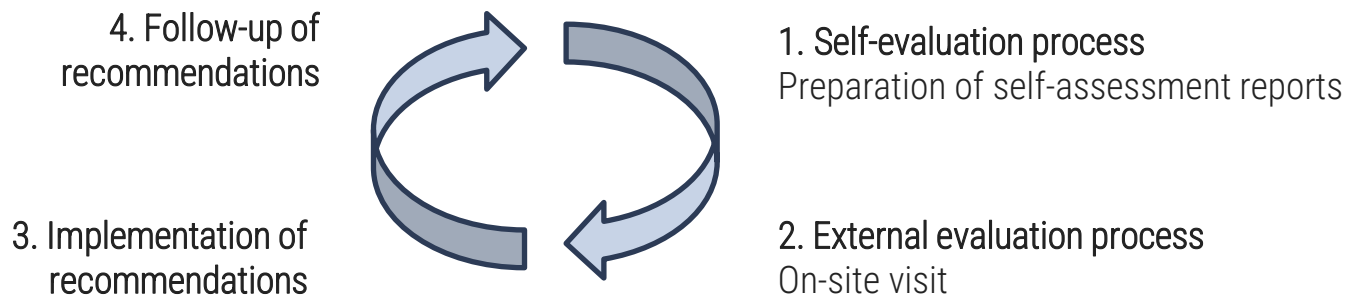 1. Self-evaluation process
Preparation of self-assessment reports
2. External evaluation process
On-site visit
3. Implementation of
recommendations
4. Follow-up of
recommendations